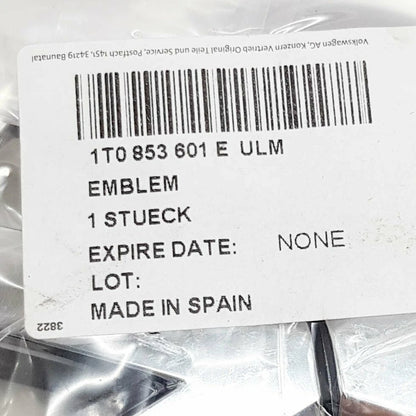 Volkswagen AG, Konzern Vertrieb Original Teile und Service, Postfach 1451, 34219 Baunatal
1T0 853 601 E ULM
EMBLEM
1 STUECK
EXPIRE DATE: NONE
LOT:
MADE IN SPAIN
3822